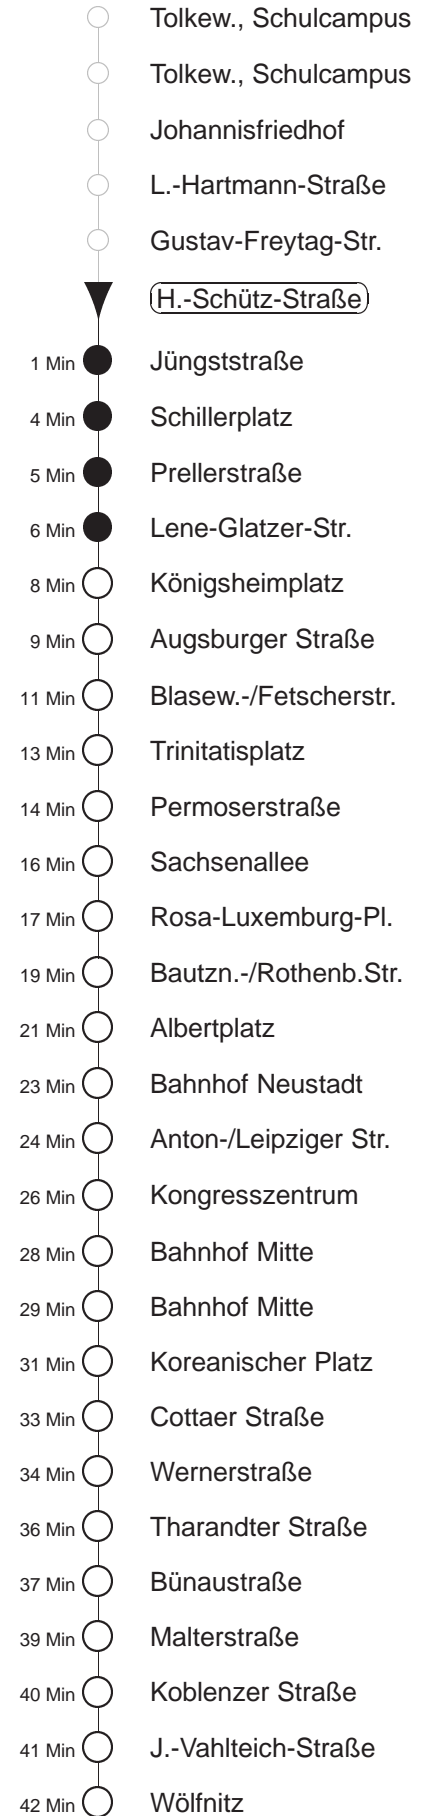 Tolkew., Schulcampus
Tolkew., Schulcampus
Johannisfriedhof
L.-Hartmann-Straße
Gustav-Freytag-Str.
H.-Schütz-Straße
1 Min Jüngststraße
4 Min Schillerplatz
5 Min Prellerstraße
6 Min Lene-Glatzer-Str.
8 Min Königsheimplatz
9 Min Augsburger Straße
11 Min Blasew.-/Fetscherstr.
13 Min Trinitatisplatz
14 Min Permoserstraße
16 Min Sachsenallee
17 Min Rosa-Luxemburg-Pl.
19 Min Bautzn.-/Rothenb.Str.
21 Min Albertplatz
23 Min Bahnhof Neustadt
24 Min Anton-/Leipziger Str.
26 Min Kongresszentrum
28 Min Bahnhof Mitte
29 Min Bahnhof Mitte
31 Min Koreanischer Platz
33 Min Cottaer Straße
34 Min Wernerstraße
36 Min Tharandter Straße
37 Min Bünaustraße
39 Min Malterstraße
40 Min Koblenzer Straße
41 Min J.-Vahlteich-Straße
42 Min Wölfnitz